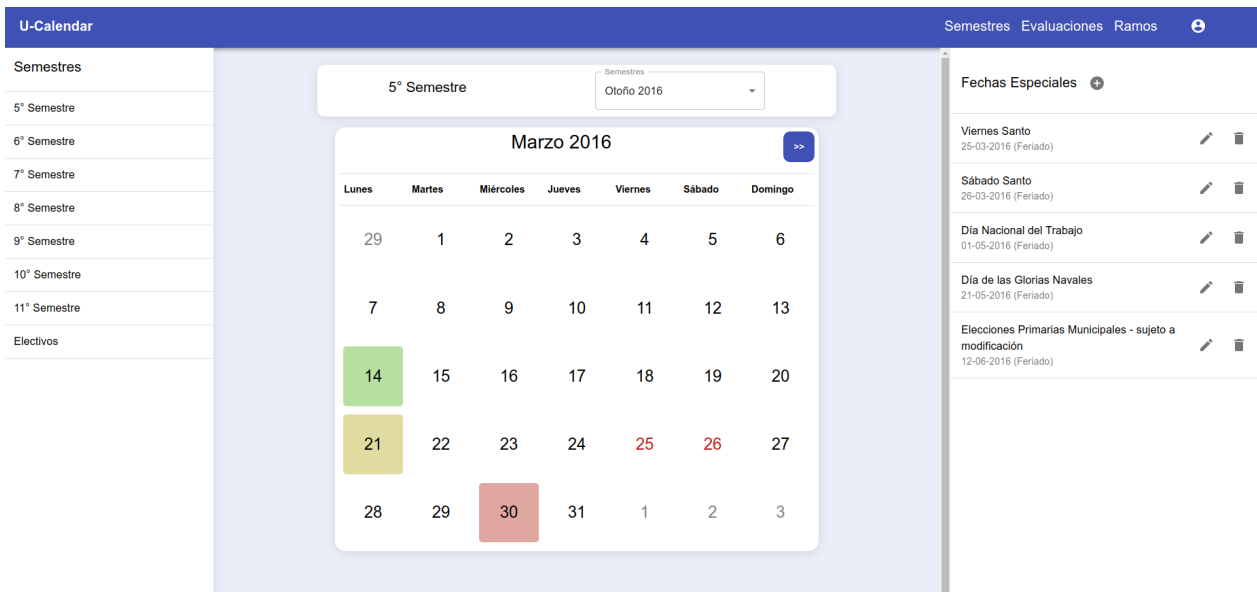 U-Calendar
Semestres Evaluaciones Ramos
Semestres
5° Semestre
6° Semestre
7° Semestre
8° Semestre
9° Semestre
10° Semestre
11° Semestre
Electivos
5° Semestre
Semestres
Otoño 2016
Marzo 2016
>>
Lunes Martes Miércoles Jueves Viernes Sábado Domingo
29 1 2 3 4 5 6
7 8 9 10 11 12 13
14 15 16 17 18 19 20
21 22 23 24 25 26 27
28 29 30 31 1 2 3
Fechas Especiales
Viernes Santo
25-03-2016 (Feriado)
Sábado Santo
26-03-2016 (Feriado)
Día Nacional del Trabajo
01-05-2016 (Feriado)
Día de las Glorias Navales
21-05-2016 (Feriado)
Elecciones Primarias Municipales - sujeto a
modificación
12-06-2016 (Feriado)